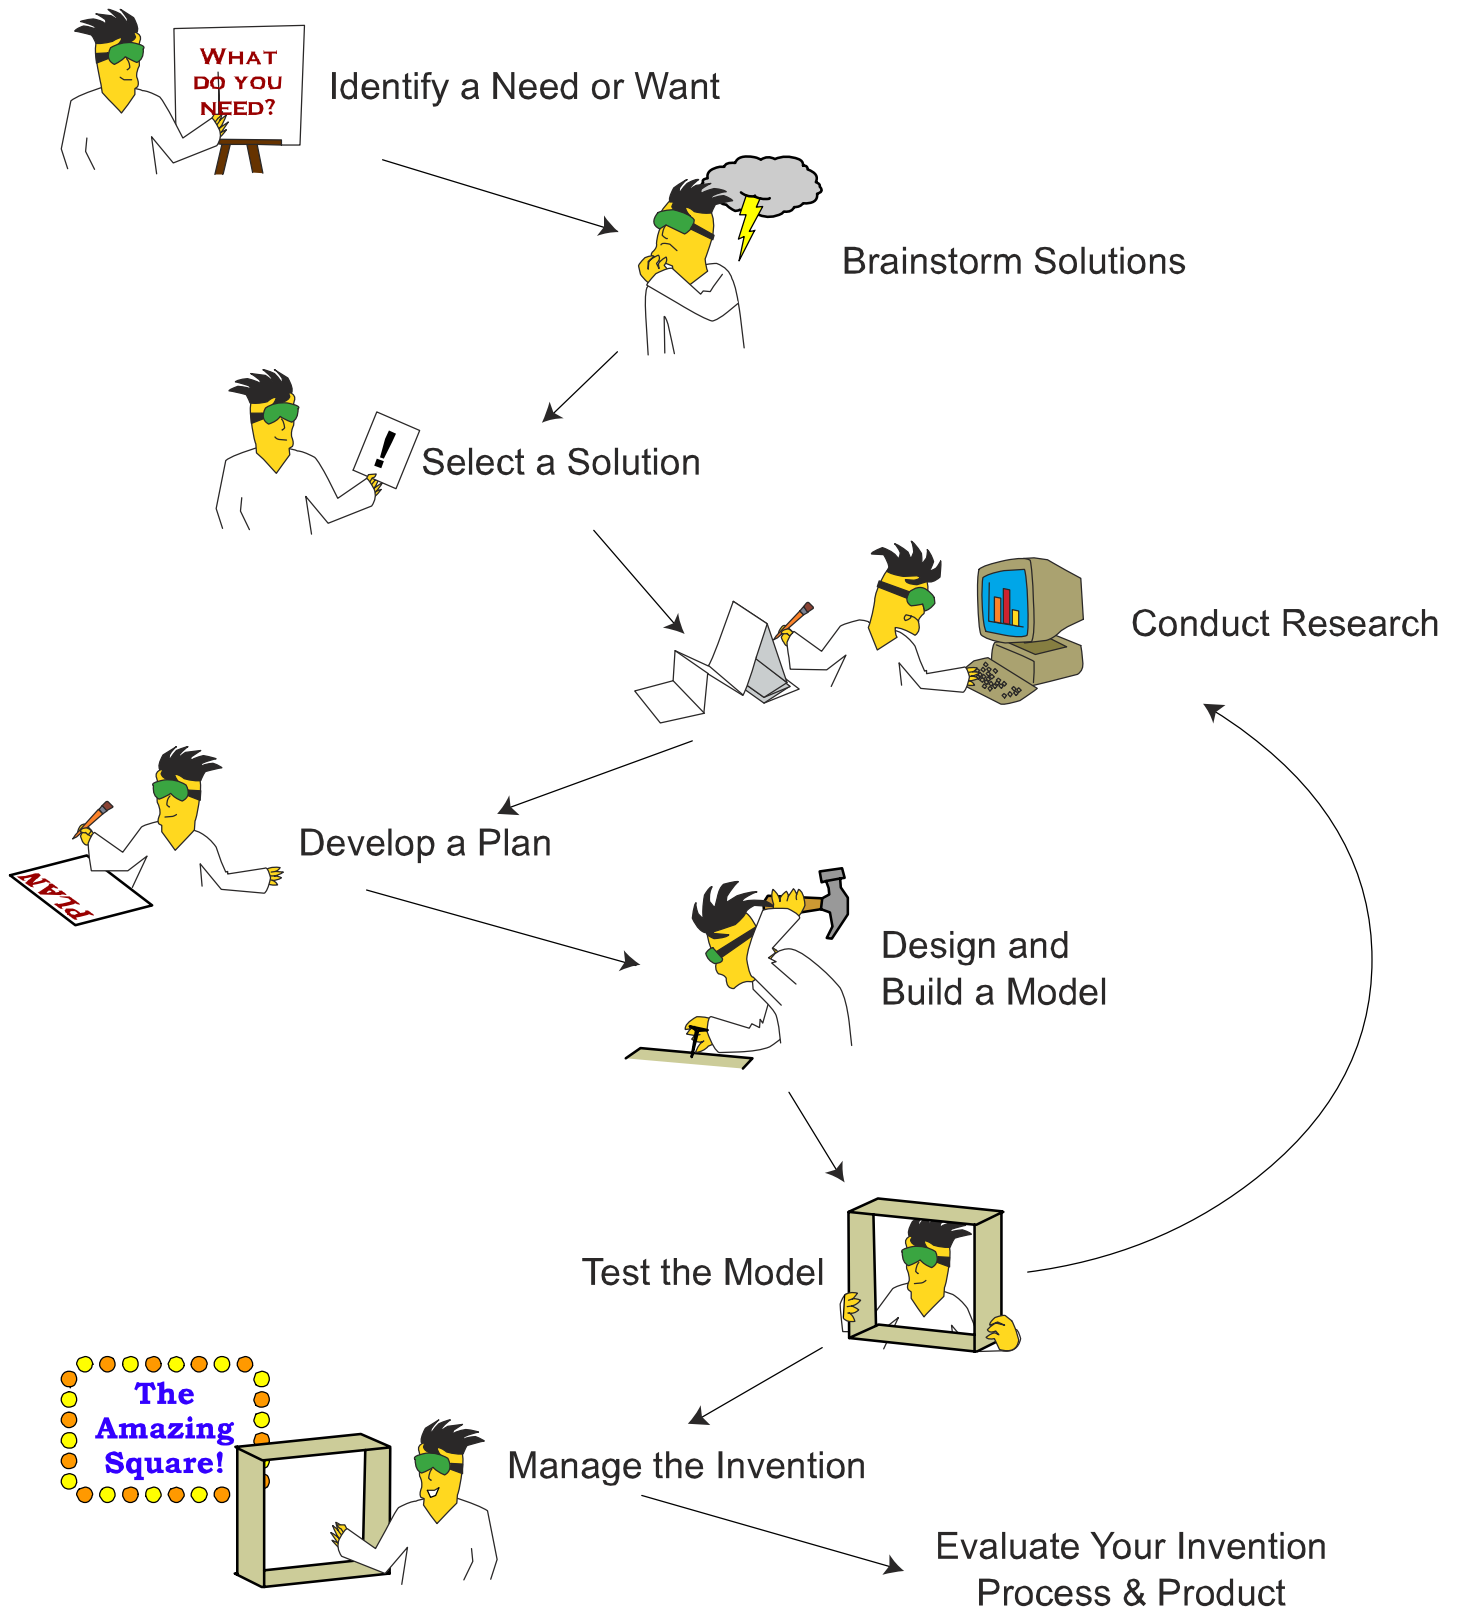 WHAT
DO YOU
NEED?
Identify a Need or Want
Brainstorm Solutions
!
Select a Solution
Conduct Research
Develop a Plan
PLAN
Design and
Build a Model
Test the Model
The
Amazing
Square!
Manage the Invention
Evaluate Your Invention
Process & Product